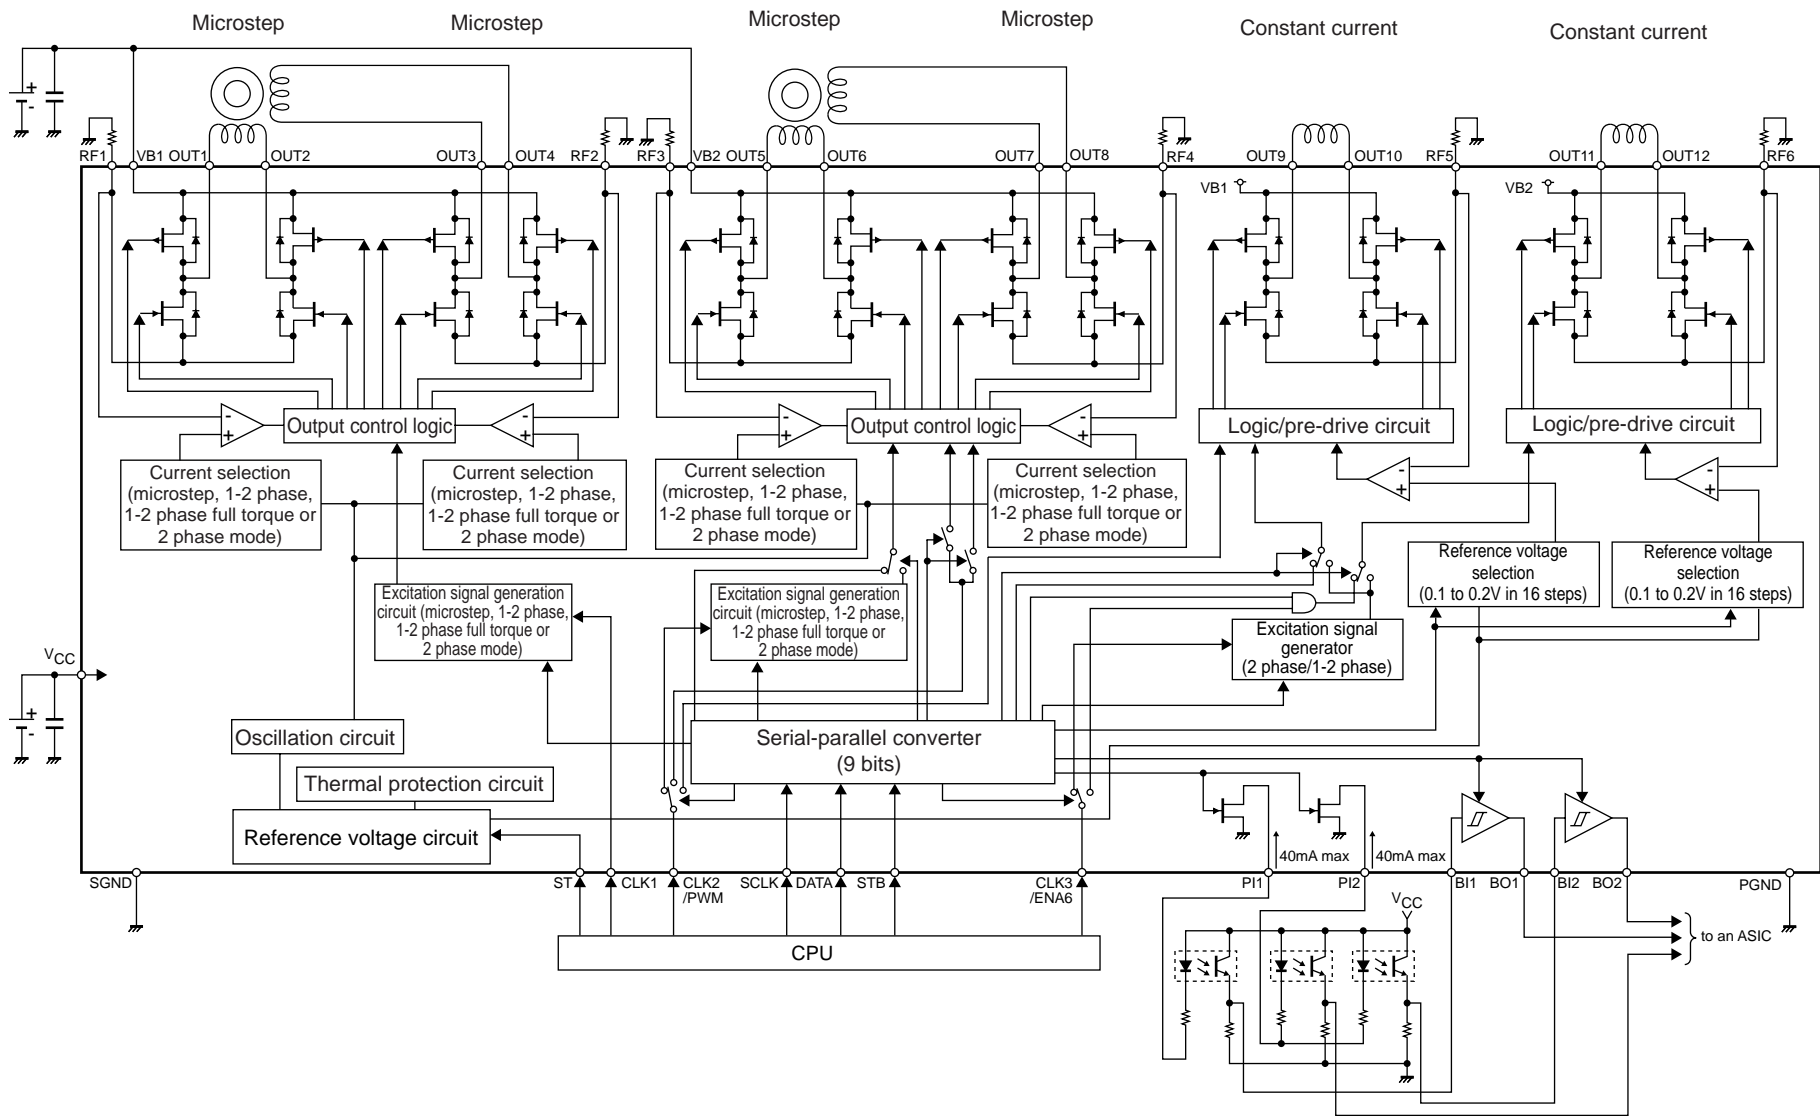 Microstep
Microstep
Microstep
Microstep
Constant current
Constant current
+
-
RF1
VB1
OUT1
OUT2
OUT3
OUT4
RF2
RF3
VB2
OUT5
OUT6
OUT7
OUT8
RF4
OUT9
OUT10
RF5
OUT11
OUT12
RF6
VB1
VB2
-
+
Output control logic
-
+
-
+
Output control logic
-
+
Logic/pre-drive circuit
Logic/pre-drive circuit
Current selection
(microstep, 1-2 phase,
1-2 phase full torque or
2 phase mode)
Current selection
(microstep, 1-2 phase,
1-2 phase full torque or
2 phase mode)
Current selection
(microstep, 1-2 phase,
1-2 phase full torque or
2 phase mode)
Current selection
(microstep, 1-2 phase,
1-2 phase full torque or
2 phase mode)
-
+
-
+
Reference voltage
selection
(0.1 to 0.2V in 16 steps)
Reference voltage
selection
(0.1 to 0.2V in 16 steps)
Excitation signal generation
circuit (microstep, 1-2 phase,
1-2 phase full torque or
2 phase mode)
Excitation signal generation
circuit (microstep, 1-2 phase,
1-2 phase full torque or
2 phase mode)
Excitation signal
generator
(2 phase/1-2 phase)
VCC
+
-
Oscillation circuit
Thermal protection circuit
Reference voltage circuit
Serial-parallel converter
(9 bits)
40mA max
40mA max
SGND
ST
CLK1
CLK2
/PWM
SCLK
DATA
STB
CLK3
/ENA6
PI1
PI2
BI1
BO1
BI2
BO2
PGND
CPU
VCC
to an ASIC